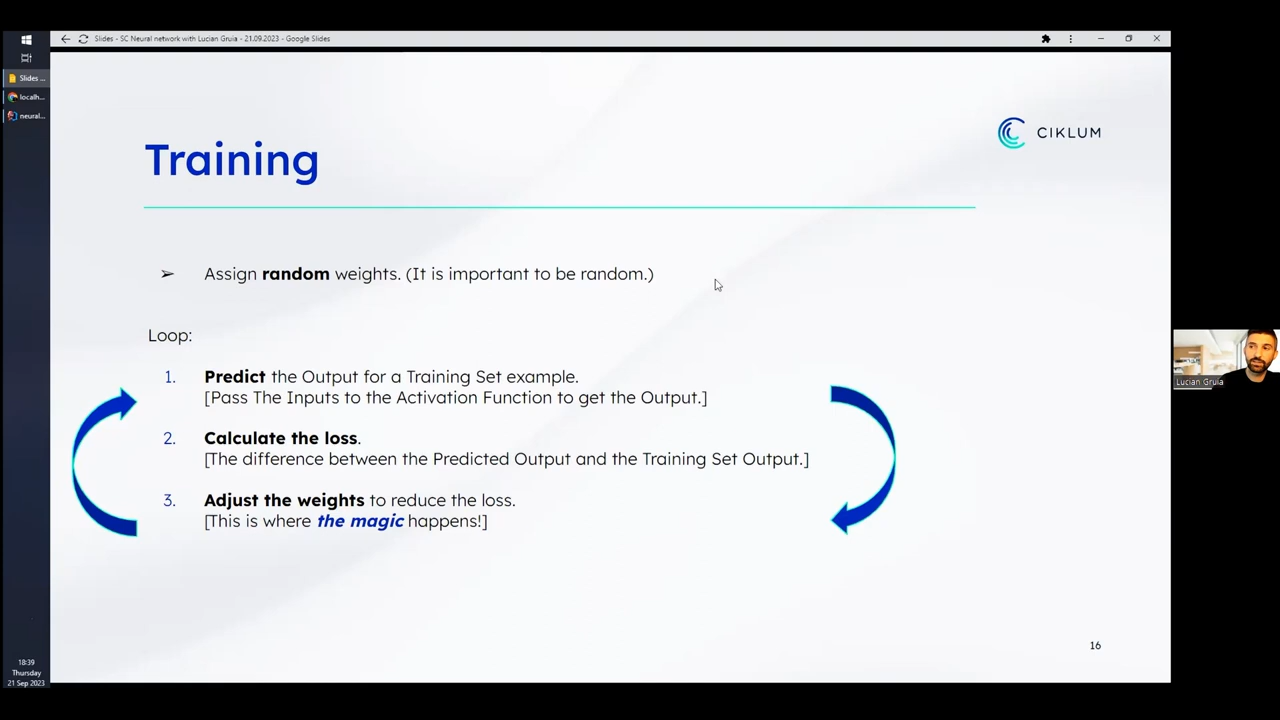 Slides - SC Neural network with Lucian Gruia - 21.09.2023 - Google Slides
Slides ...
localh...
neural...
CIKLUM
Training
➢ Assign random weights. (It is important to be random.)
Loop:
1. Predict the Output for a Training Set example.
[Pass The Inputs to the Activation Function to get the Output.]
2. Calculate the loss.
[The difference between the Predicted Output and the Training Set Output.]
3. Adjust the weights to reduce the loss.
[This is where the magic happens!]
16
Lucian Gruia
18:39
Thursday
21 Sep 2023